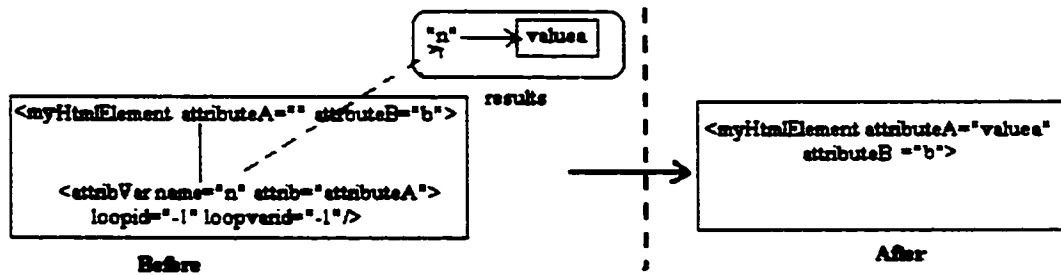 "n" valuea
results
<myHtmlElement attributeA="" attributeB="b">
<attribVar name="n" attrib="attributeA">
loopid="-1" loopvarid="-1"/>
Before
<myHtmlElement attributeA="valuea"
attributeB ="b">
After